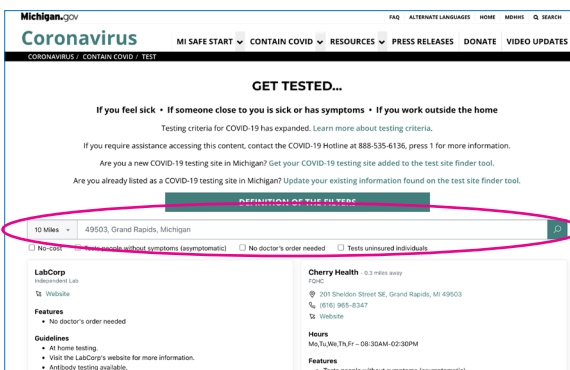 Michigan.gov
FAQ ALTERNATE LANGUAGES HOME MDHHS SEARCH
Coronavirus
MI SAFE START CONTAIN COVID RESOURCES PRESS RELEASES DONATE VIDEO UPDATES
CORONAVIRUS / CONTAIN COVID / TEST
GET TESTED...
If you feel sick • If someone close to you is sick or has symptoms • If you work outside the home
Testing criteria for COVID-19 has expanded. Learn more about testing criteria.
If you require assistance accessing this content, contact the COVID-19 Hotline at 888-535-6136, press 1 for more information.
Are you a new COVID-19 testing site in Michigan? Get your COVID-19 testing site added to the test site finder tool.
Are you already listed as a COVID-19 testing site in Michigan? Update your existing information found on the test site finder tool.
DEFINITION OF THE FILTERS
10 Miles 49503, Grand Rapids, Michigan
No-cost Tests people without symptoms (asymptomatic) No doctor's order needed Tests uninsured individuals
LabCorp
Independent Lab
Website
Features
• No doctor's order needed
Guidelines
• At home testing.
• Visit the LabCorp's website for more information.
• Antibody testing available.
Cherry Health - 0.3 miles away
FQHC
201 Sheldon Street SE, Grand Rapids, MI 49503
(616) 965-8347
Website
Hours
Mo,Tu,We,Th,Fr – 08:30AM-02:30PM
Features
• Tests people without symptoms (asymptomatic)